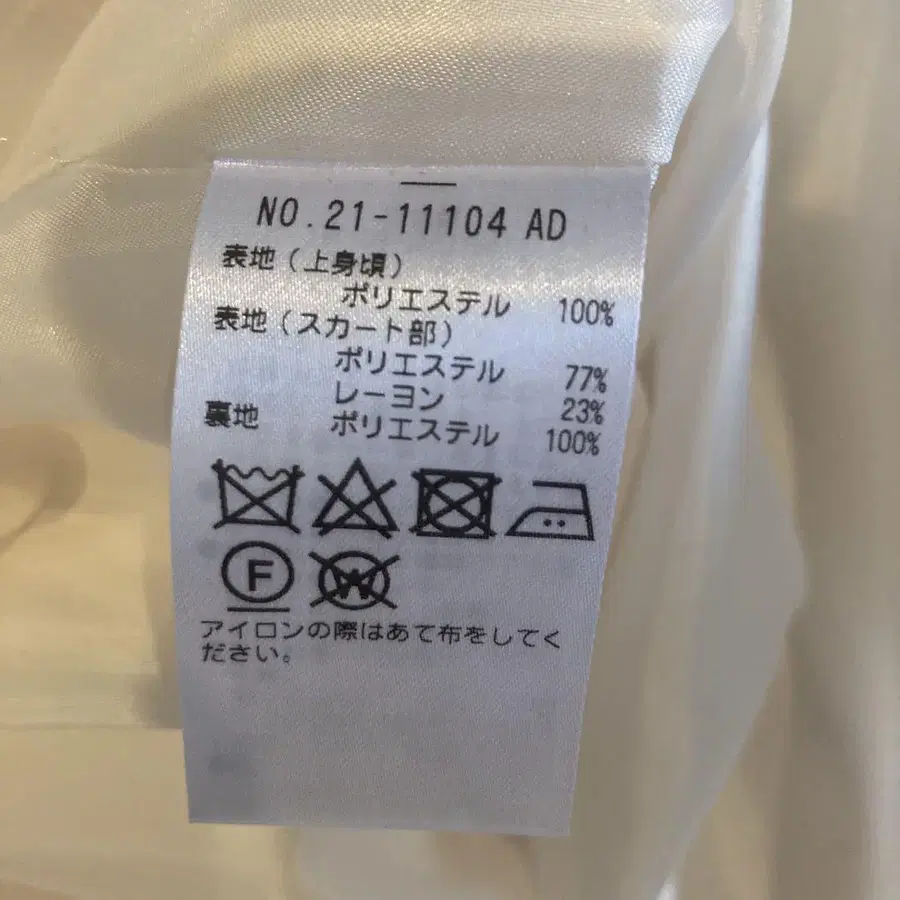 NO.21-11104 AD
表地(上身頃)
ポリエステル 100%
表地(スカート部)
ポリエステル 77%
レーヨン 23%
裏地 ポリエステル 100%
F
W
アイロンの際はあて布をしてく
ださい。